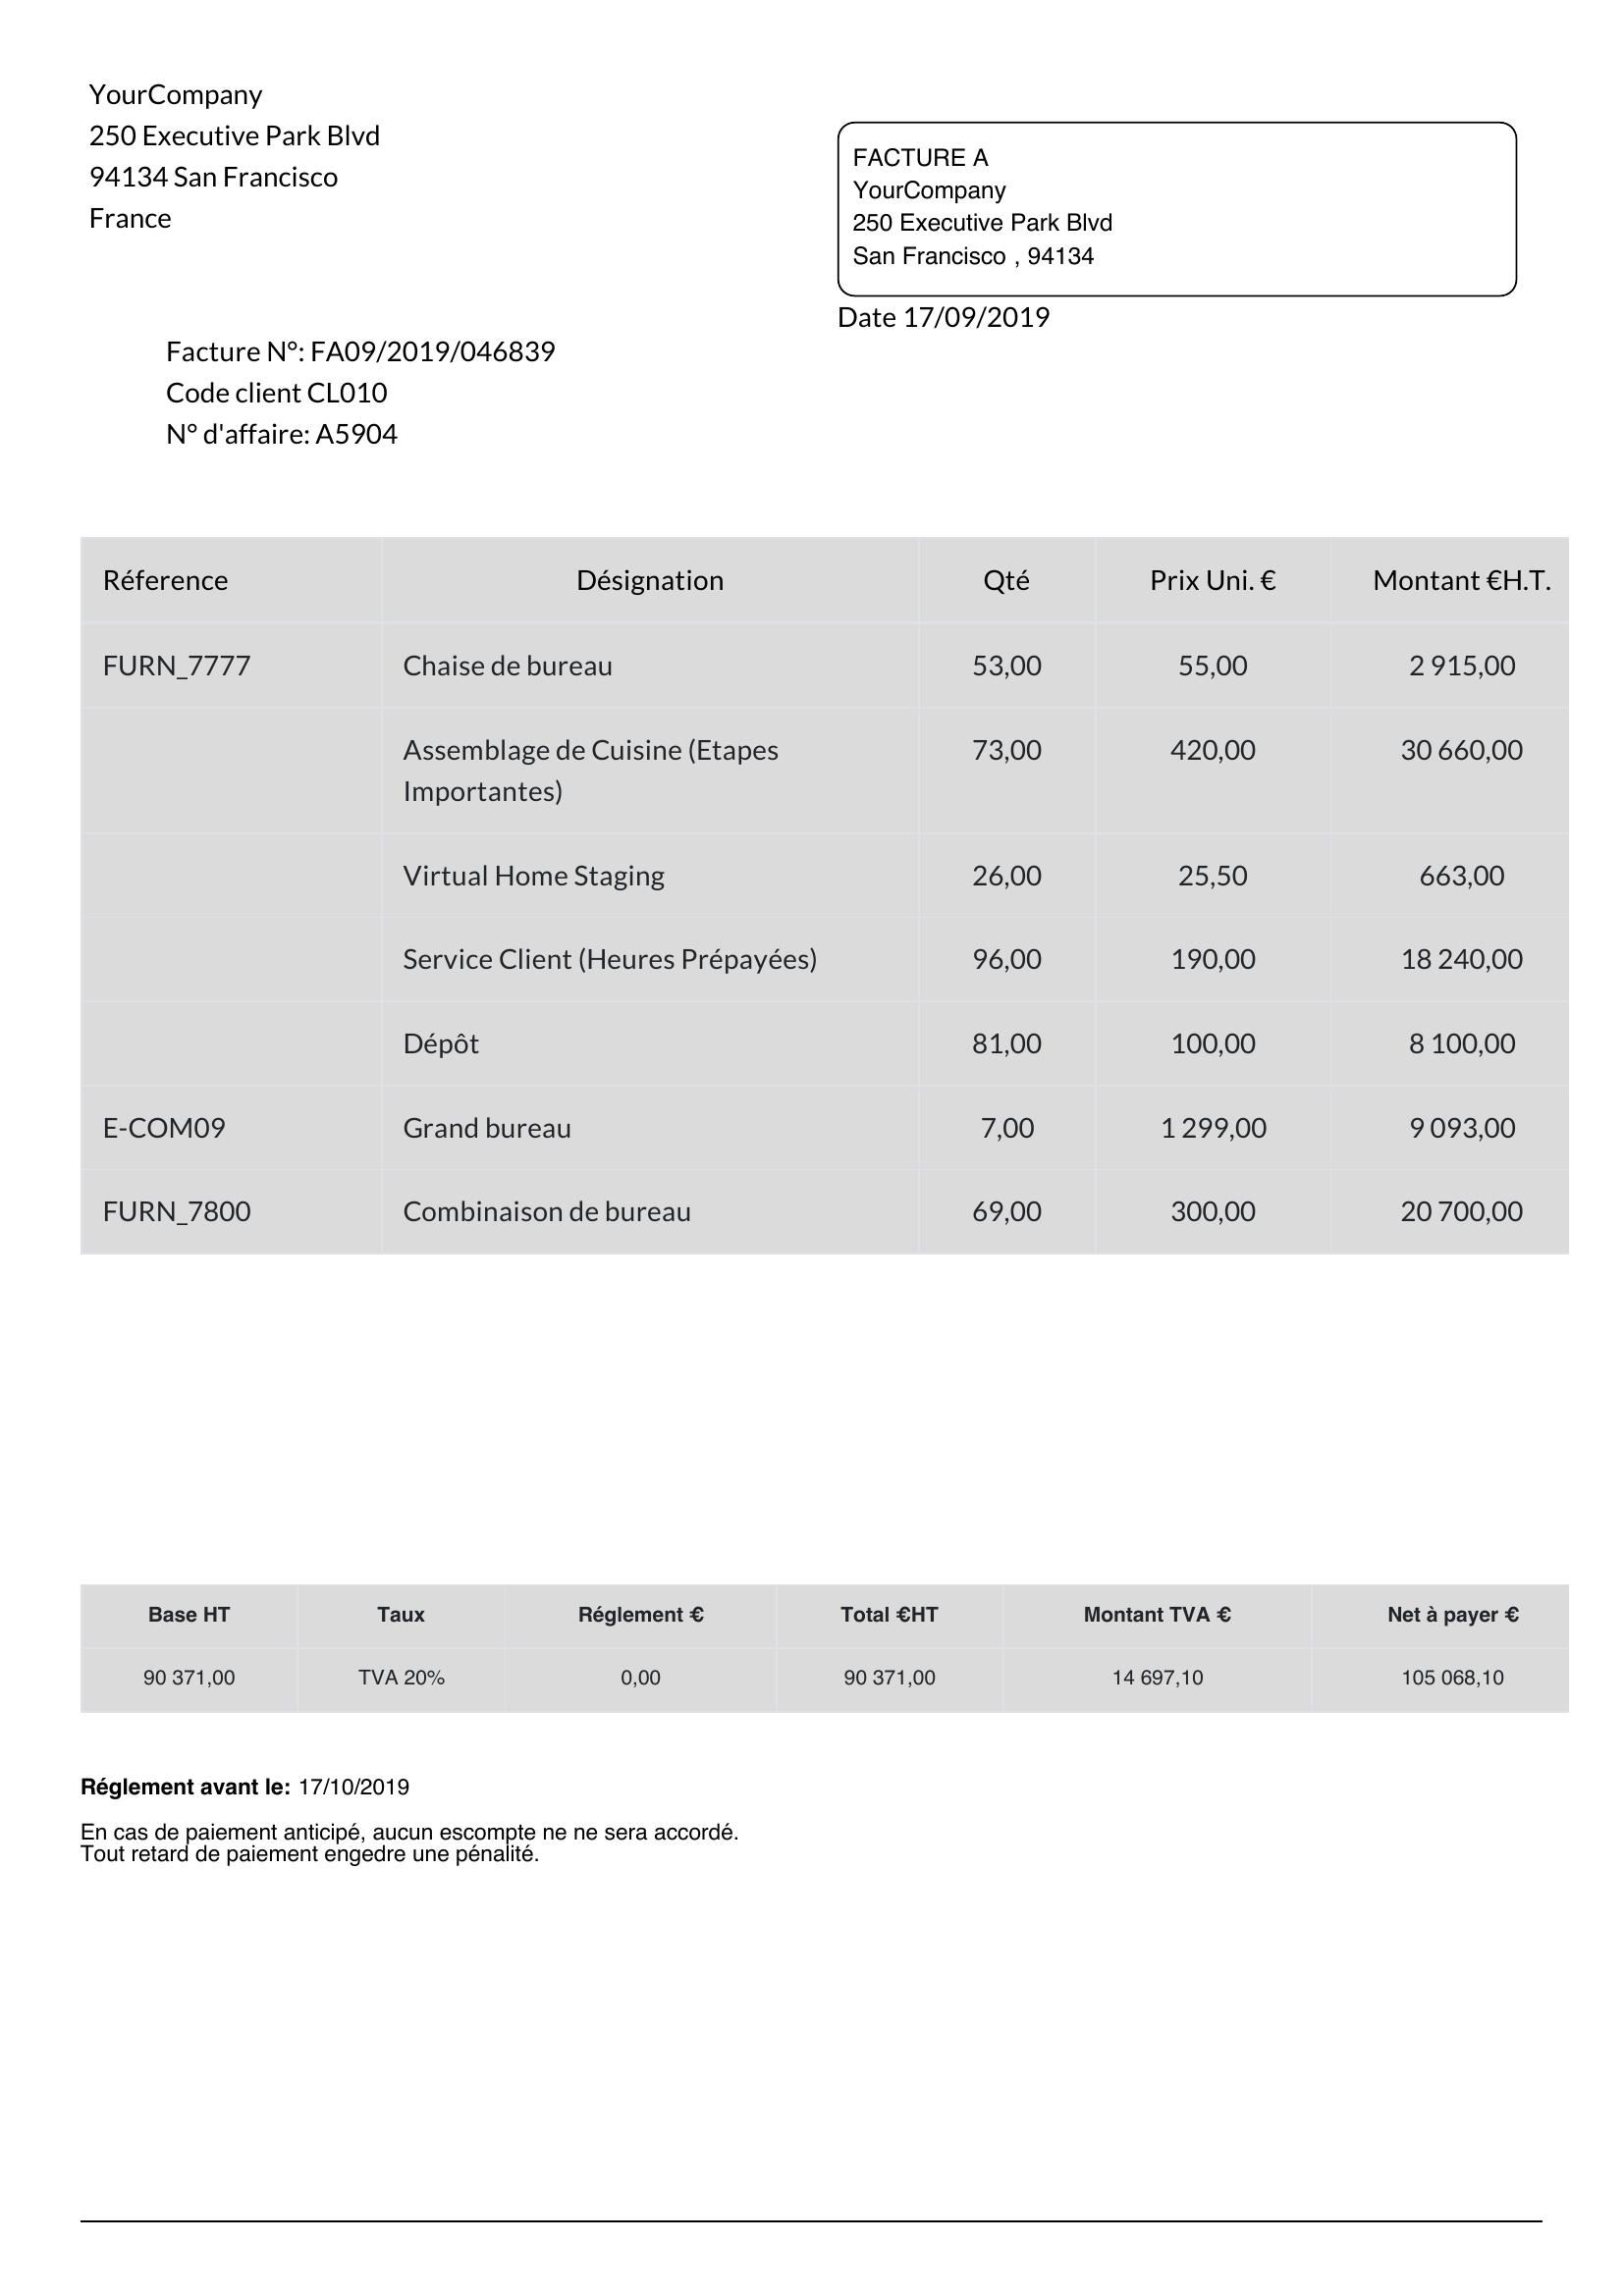 YourCompany
250 Executive Park Blvd
94134 San Francisco
France
FACTURE A
YourCompany
250 Executive Park Blvd
San Francisco , 94134
Date 17/09/2019
Facture N°: FA09/2019/046839
Code client CL010
N° d'affaire: A5904
Réference Désignation Qté Prix Uni. € Montant €H.T.
FURN_7777 Chaise de bureau 53,00 55,00 2 915,00
Assemblage de Cuisine (Etapes 73,00 420,00 30 660,00
Importantes)
Virtual Home Staging 26,00 25,50 663,00
Service Client (Heures Prépayées) 96,00 190,00 18 240,00
Dépôt 81,00 100,00 8 100,00
E-COM09 Grand bureau 7,00 1 299,00 9 093,00
FURN_7800 Combinaison de bureau 69,00 300,00 20 700,00
Base HT Taux Réglement € Total €HT Montant TVA € Net à payer €
90 371,00 TVA 20% 0,00 90 371,00 14 697,10 105 068,10
Réglement avant le: 17/10/2019
En cas de paiement anticipé, aucun escompte ne ne sera accordé.
Tout retard de paiement engedre une pénalité.